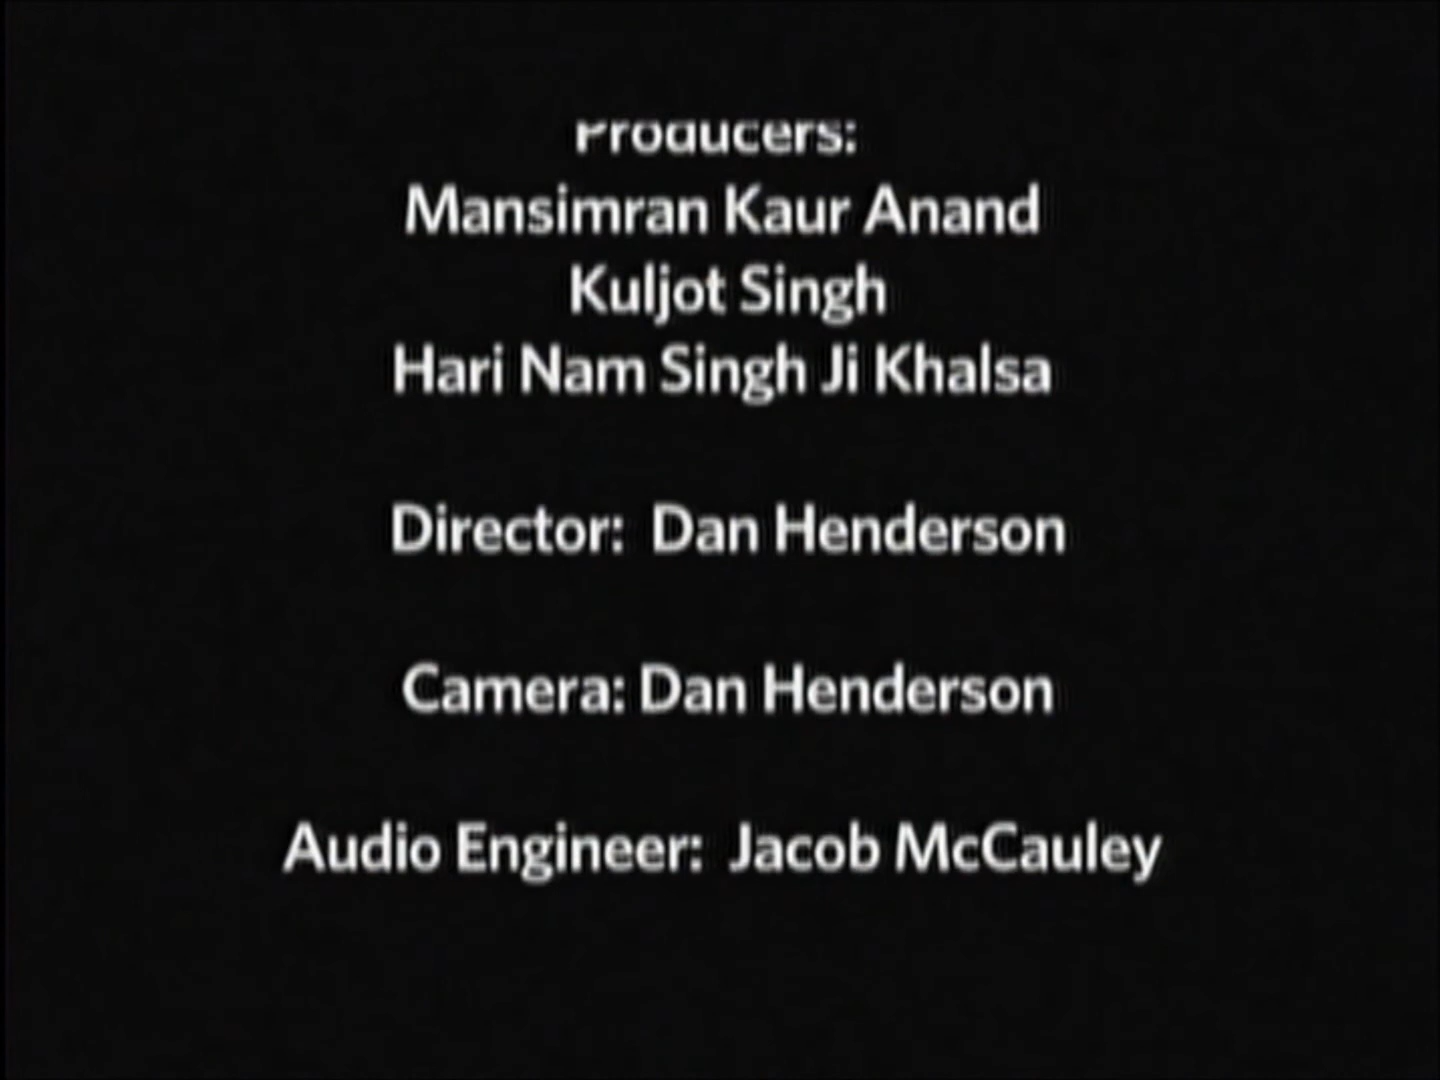 Producers:
Mansimran Kaur Anand
Kuljot Singh
Hari Nam Singh Ji Khalsa
Director: Dan Henderson
Camera: Dan Henderson
Audio Engineer: Jacob McCauley